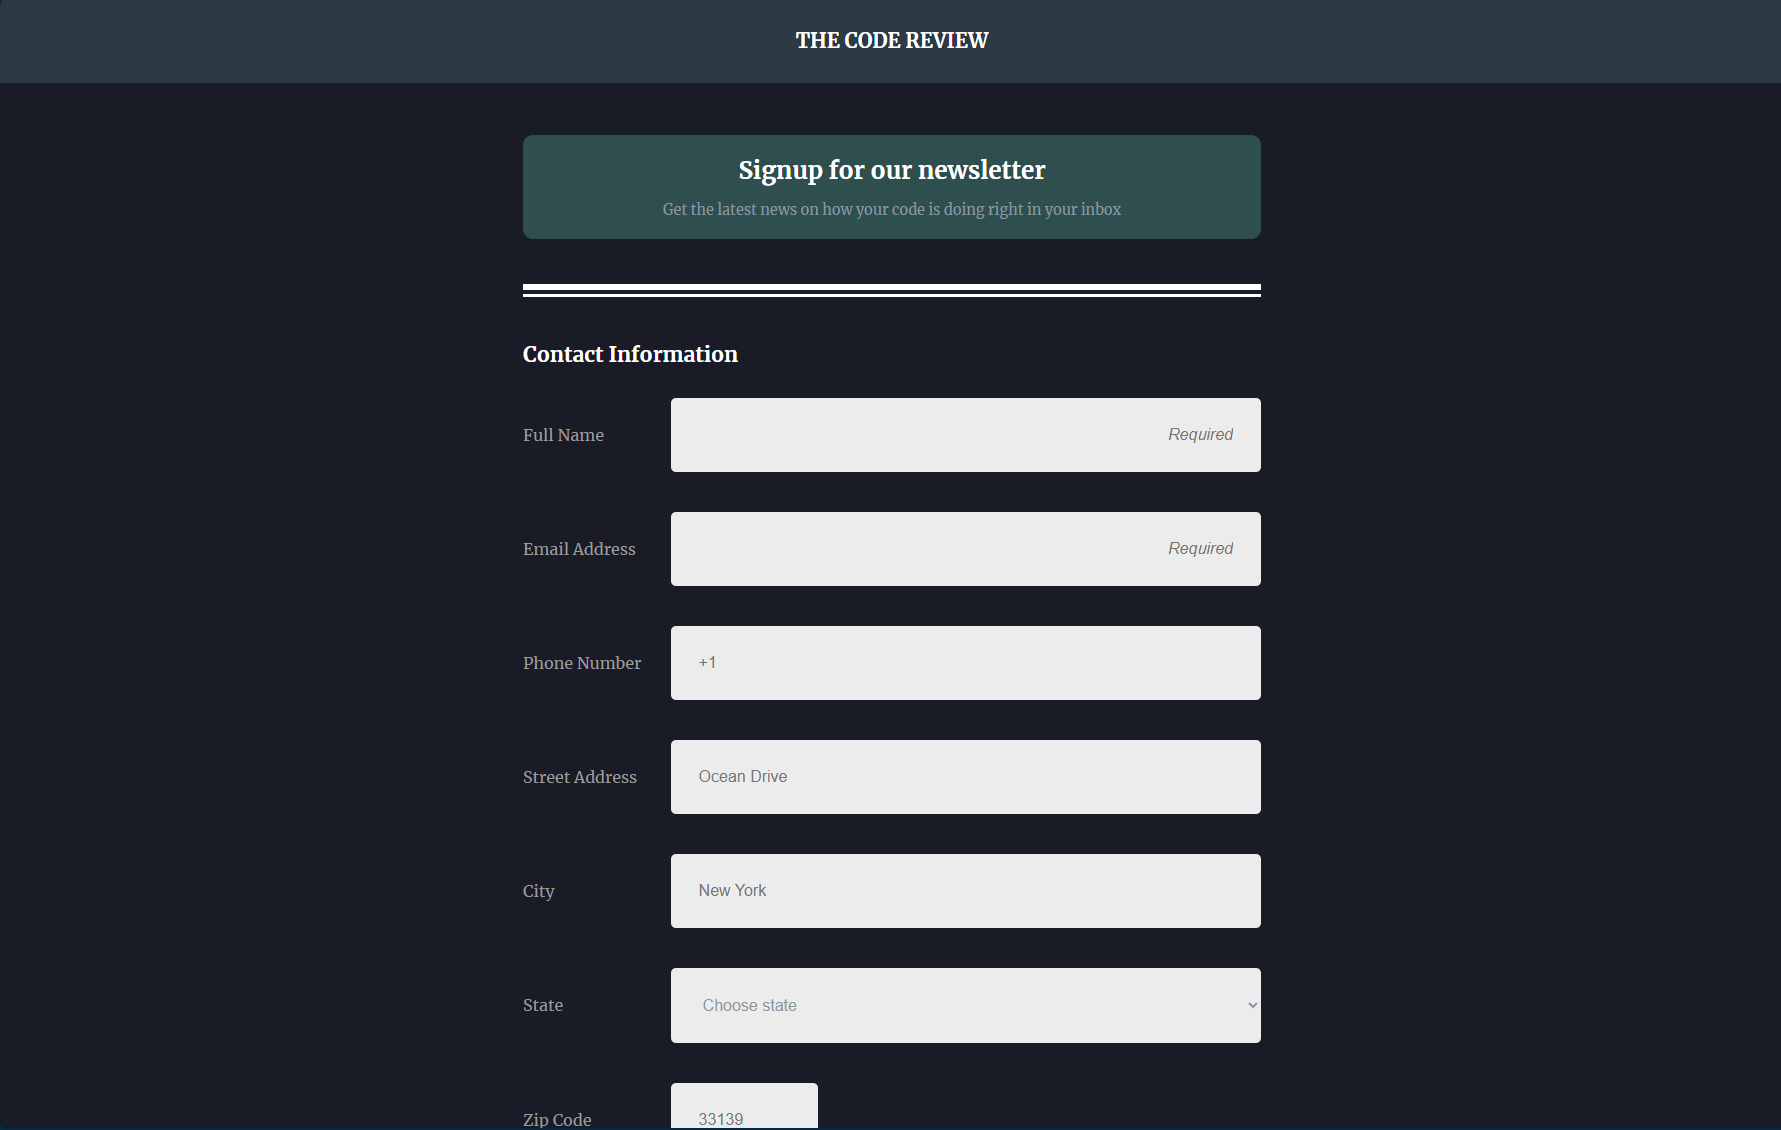 THE CODE REVIEW
Signup for our newsletter
Get the latest news on how your code is doing right in your inbox
Contact Information
Full Name
Required
Email Address
Required
Phone Number
+1
Street Address
Ocean Drive
City
New York
State
Choose state
Zip Code
33139